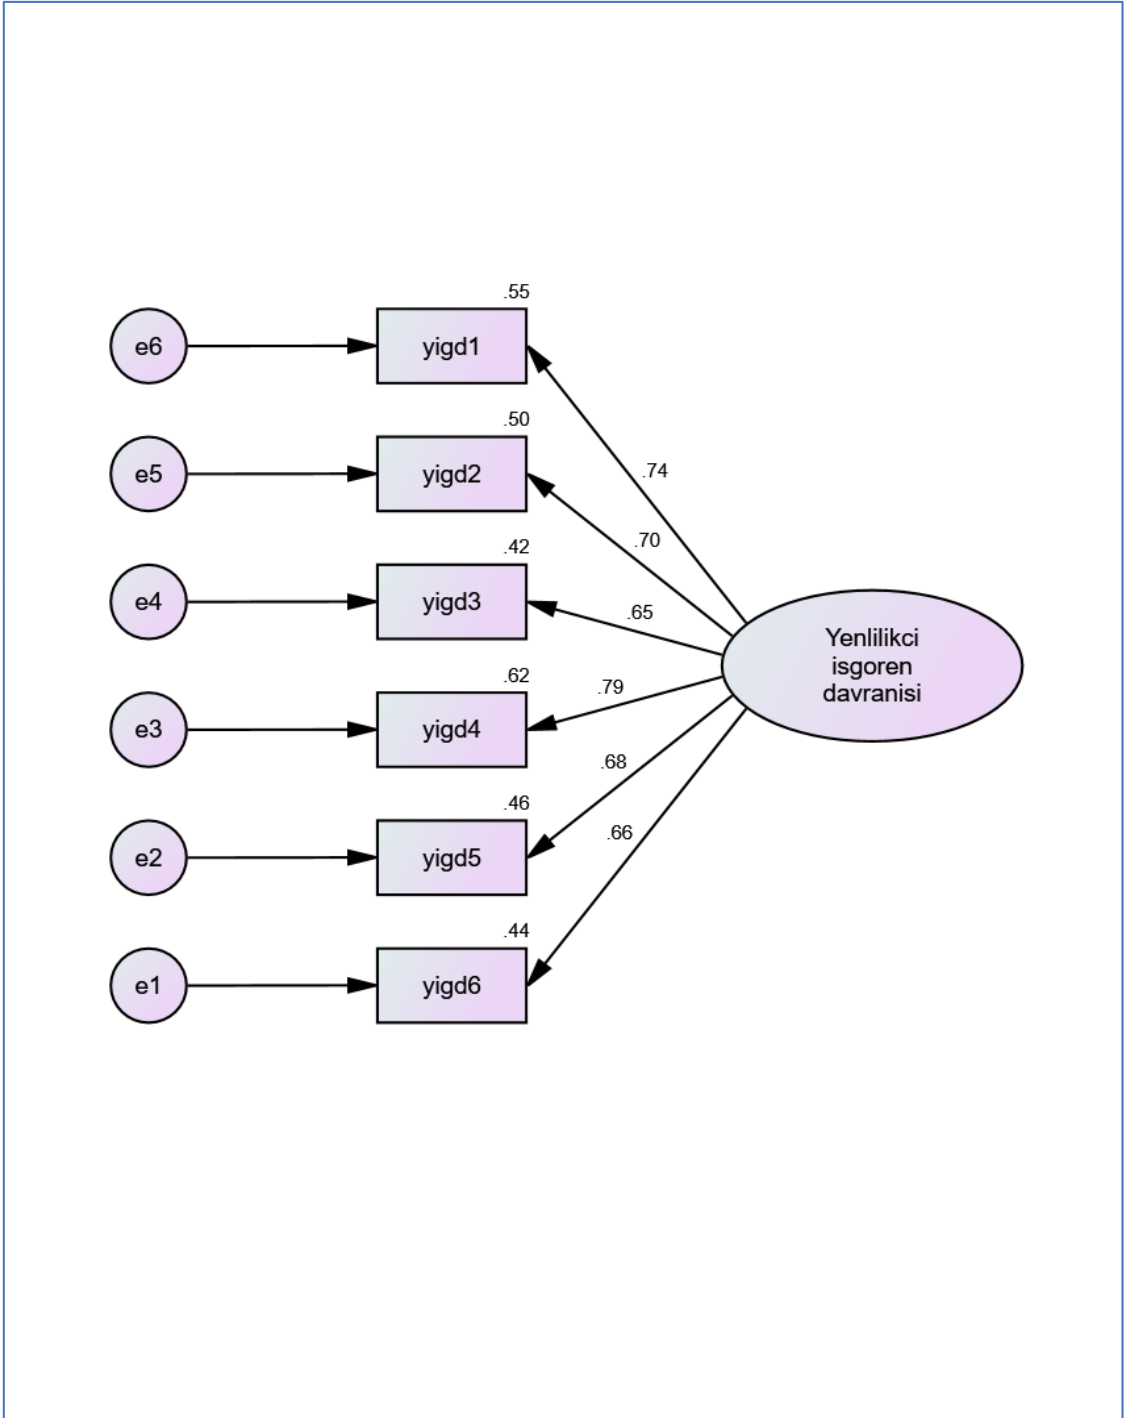 .55
e6
yigd1
.74
.50
e5
yigd2
.70
.42
e4
yigd3
.65
.62
e3
yigd4
.79
.46
e2
yigd5
.68
.44
e1
yigd6
.66
Yenlilikci
isgoren
davranisi